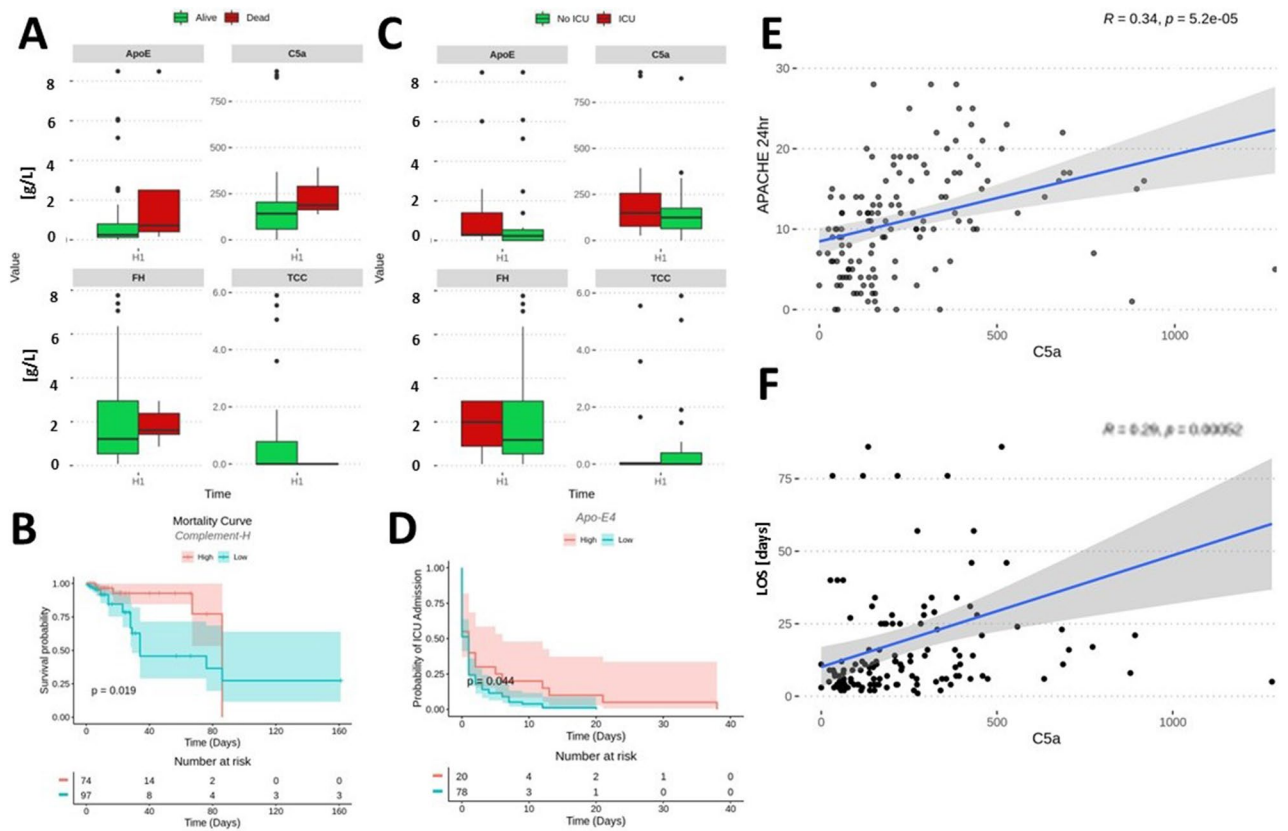 A
Alive Dead
ApoE
C5a
8
6
4
2
0
750
500
250
0
[g/L]
H1
H1
Value
FH
TCC
8
6
4
2
0
6.0
4.0
2.0
0.0
[g/L]
H1
H1
Time
C
No ICU ICU
ApoE
C5a
8
6
4
2
0
750
500
250
0
H1
H1
Value
FH
TCC
8
6
4
2
0
6.0
4.0
2.0
0.0
H1
H1
Time
E
R = 0.34, p = 5.2e-05
APACHE 24hr
30
20
10
0
0 500 1000
C5a
F
R = 0.29, p = 0.00052
LOS [days]
75
50
25
0
0 500 1000
C5a
B
Mortality Curve
Complement-H
High Low
Survival probability
1.00
0.75
0.50
0.25
0.00
p = 0.019
0 40 80 120 160
Time (Days)
Number at risk
74 14 2 0 0
97 8 4 3 3
0 40 80 120 160
Time (Days)
D
Apo-E4
High Low
Probability of ICU Admission
1.00
0.75
0.50
0.25
0.00
p = 0.044
0 10 20 30 40
Time (Days)
Number at risk
20 4 2 1 0
78 3 1 0 0
0 10 20 30 40
Time (Days)